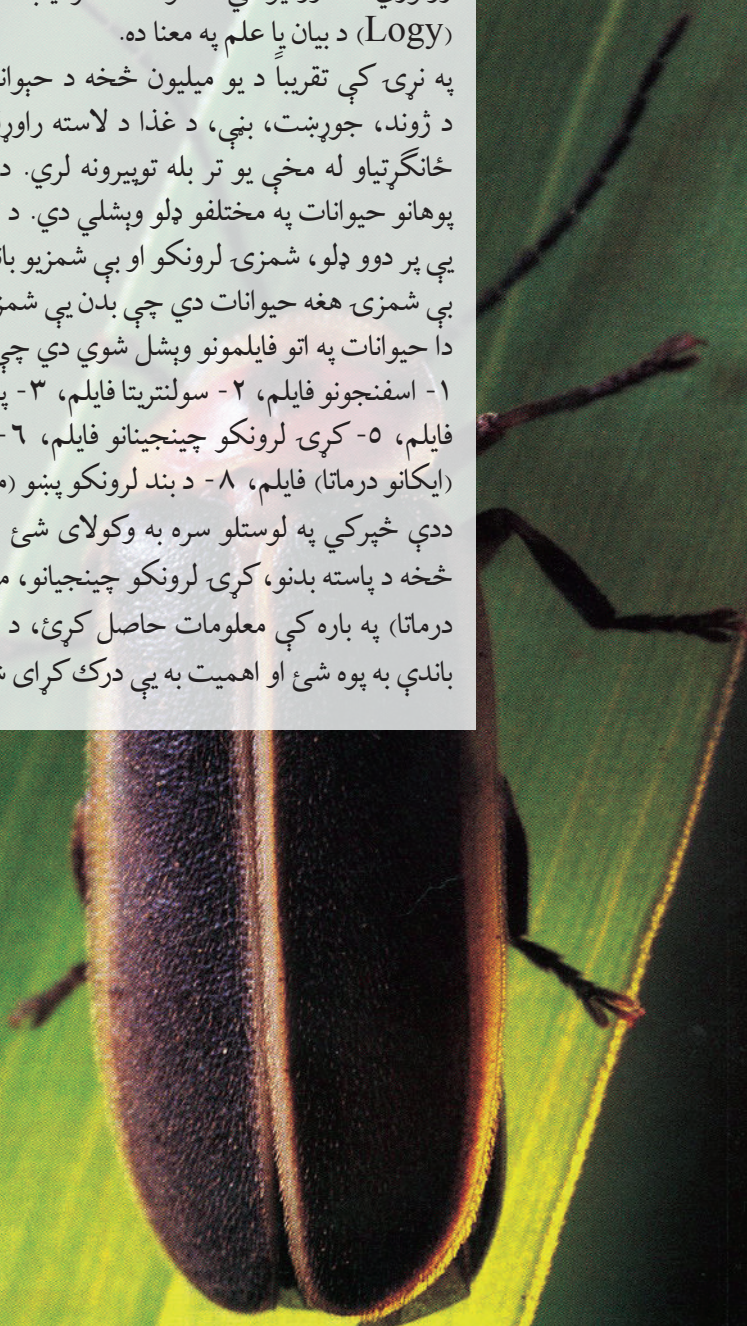 (Logy) د بیان یا علم په معنا ده.
په نړۍ کې تقریباً د یو میلیون څخه د حیوان
د ژوند، جوړښت، بڼې، د غذا د لاسته راوړ
ځانګړتیاو له مخې یو تر بله توپیرونه لري. د
پوهانو حیوانات په مختلفو ډلو وېشلي دي. د
یې پر دوو ډلو، شمزۍ لرونکو او بې شمزیو بان
بې شمزۍ هغه حیوانات دي چې بدن یې شمز
دا حیوانات په اتو فایلمونو وېشل شوي دي چې
۱- اسفنجونو فایلم، ۲- سولنتریتا فایلم، ۳- پ
فایلم، ۵- کړۍ لرونکو چینجینانو فایلم، ۶-
(ایکانو درماتا) فایلم، ۸- د بند لرونکو پښو (م
ددې څپرکي په لوستلو سره به وکولای شئ
څخه د پاسته بدنو، کړۍ لرونکو چینجیانو، م
درماتا) په باره کې معلومات حاصل کړئ، د
باندې به پوه شئ او اهمیت به یې درک کړای ش